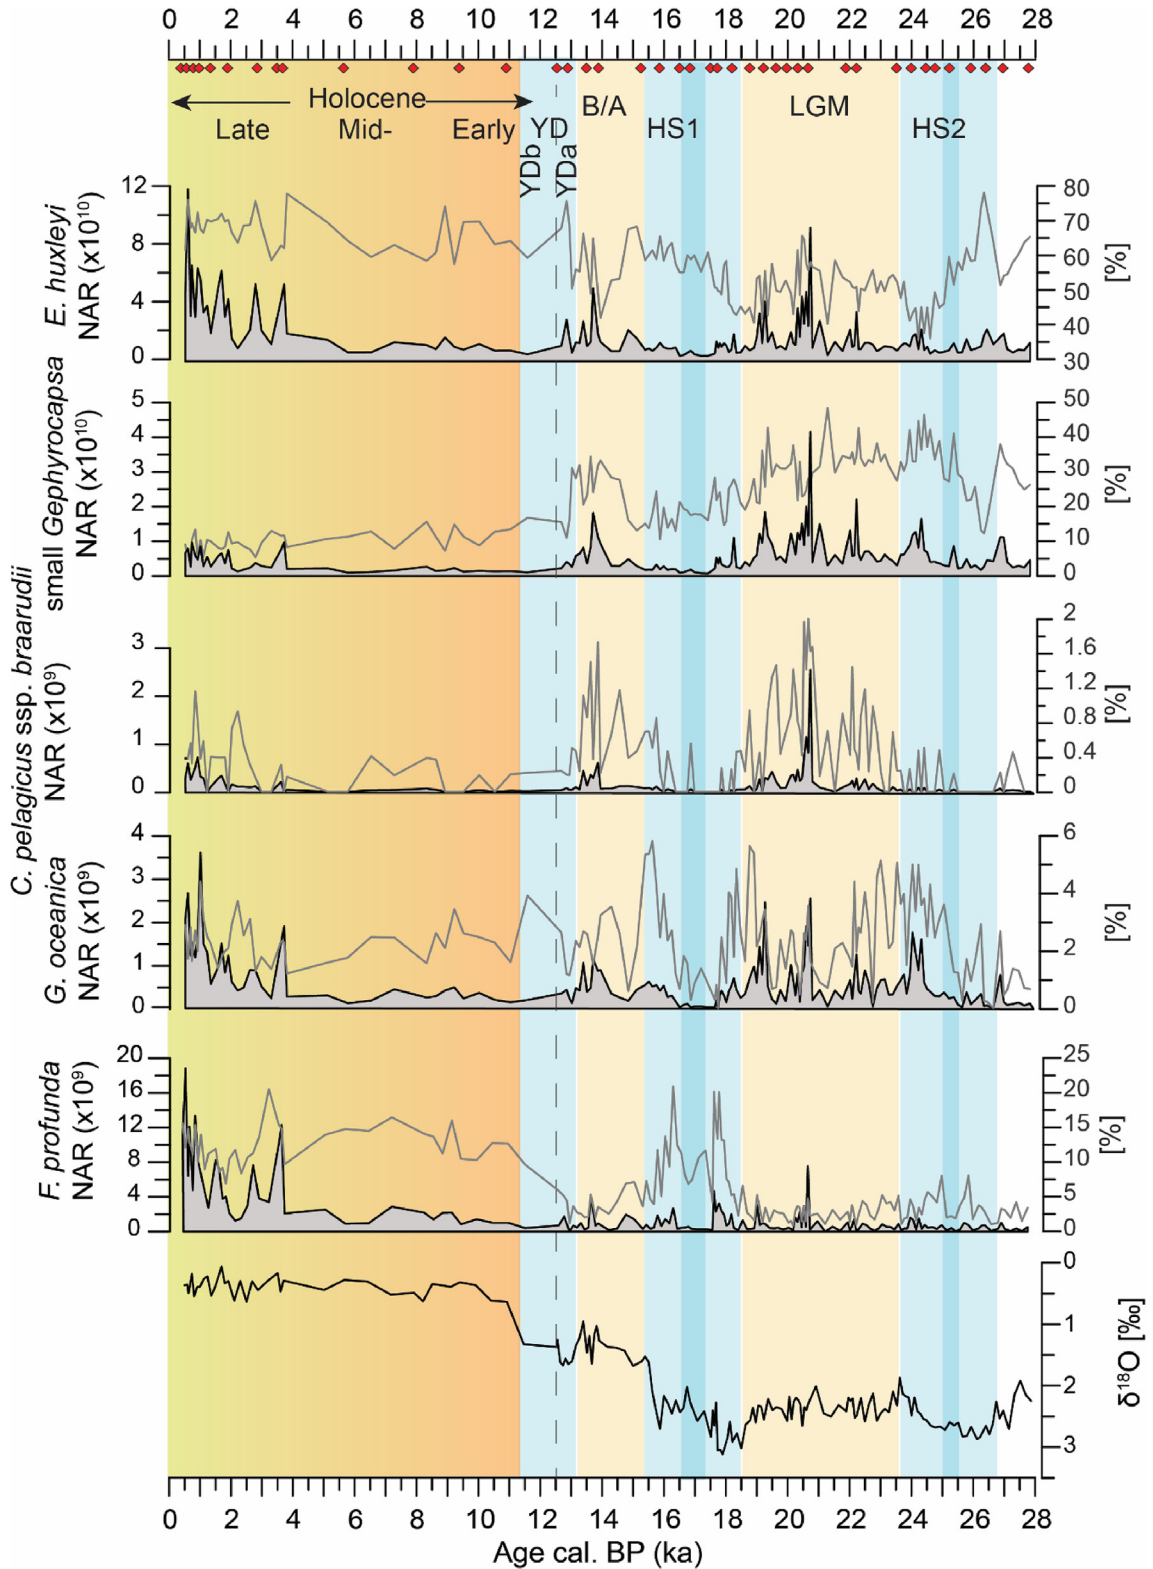 0 2 4 6 8 10 12 14 16 18 20 22 24 26 28
Holocene
Late Mid- Early
YD
YDb
YDa
B/A
HS1
LGM
HS2
E. huxleyi
NAR (x10¹⁰)
12
8
4
0
80
70
60
50
40
30
[%]
small Gephyrocapsa
NAR (x10¹⁰)
5
4
3
2
1
0
50
40
30
20
10
0
[%]
C. pelagicus ssp. braarudii
NAR (x10⁹)
3
2
1
0
2
1.6
1.2
0.8
0.4
0
[%]
G. oceanica
NAR (x10⁹)
4
3
2
1
0
6
4
2
0
[%]
F. profunda
NAR (x10⁹)
20
16
12
8
4
0
25
20
15
10
5
0
[%]
0
1
2
3
δ¹⁸O [‰]
0 2 4 6 8 10 12 14 16 18 20 22 24 26 28
Age cal. BP (ka)